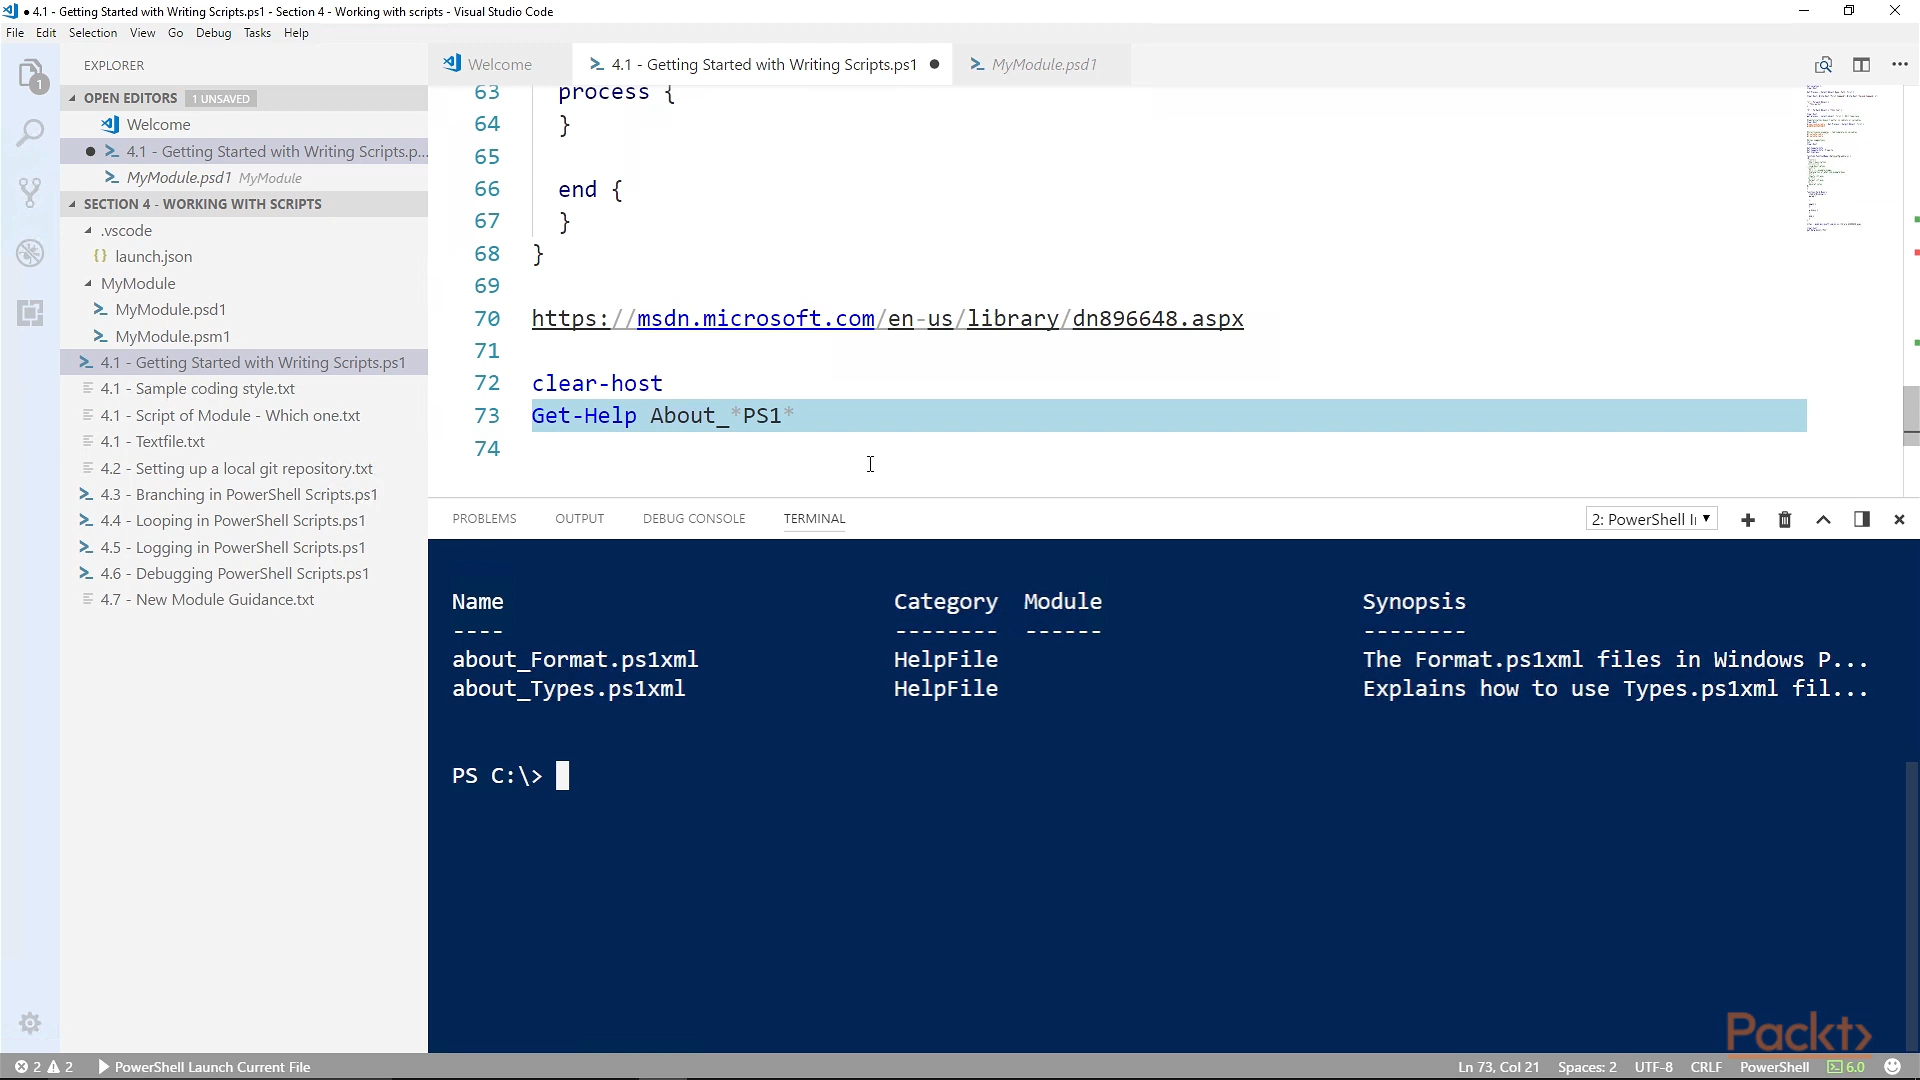 4.1 - Getting Started with Writing Scripts.ps1 - Section 4 - Working with scripts - Visual Studio Code
File Edit Selection View Go Debug Tasks Help
EXPLORER
OPEN EDITORS 1 UNSAVED
Welcome
4.1 - Getting Started with Writing Scripts.p...
MyModule.psd1 MyModule
SECTION 4 - WORKING WITH SCRIPTS
.vscode
{} launch.json
MyModule
MyModule.psd1
MyModule.psm1
4.1 - Getting Started with Writing Scripts.ps1
4.1 - Sample coding style.txt
4.1 - Script of Module - Which one.txt
4.1 - Textfile.txt
4.2 - Setting up a local git repository.txt
4.3 - Branching in PowerShell Scripts.ps1
4.4 - Looping in PowerShell Scripts.ps1
4.5 - Logging in PowerShell Scripts.ps1
4.6 - Debugging PowerShell Scripts.ps1
4.7 - New Module Guidance.txt
1
Welcome 4.1 - Getting Started with Writing Scripts.ps1 MyModule.psd1
63 process {
64 }
65
66 end {
67 }
68 }
69
70 https://msdn.microsoft.com/en-us/library/dn896648.aspx
71
72 clear-host
73 Get-Help About_*PS1*
74
PROBLEMS OUTPUT DEBUG CONSOLE TERMINAL 2: PowerShell I
Name Category Module Synopsis
---- -------- ------ --------
about_Format.ps1xml HelpFile The Format.ps1xml files in Windows P...
about_Types.ps1xml HelpFile Explains how to use Types.ps1xml fil...
PS C:\>
Packt>
2 2 PowerShell Launch Current File Ln 73, Col 21 Spaces: 2 UTF-8 CRLF PowerShell 6.0